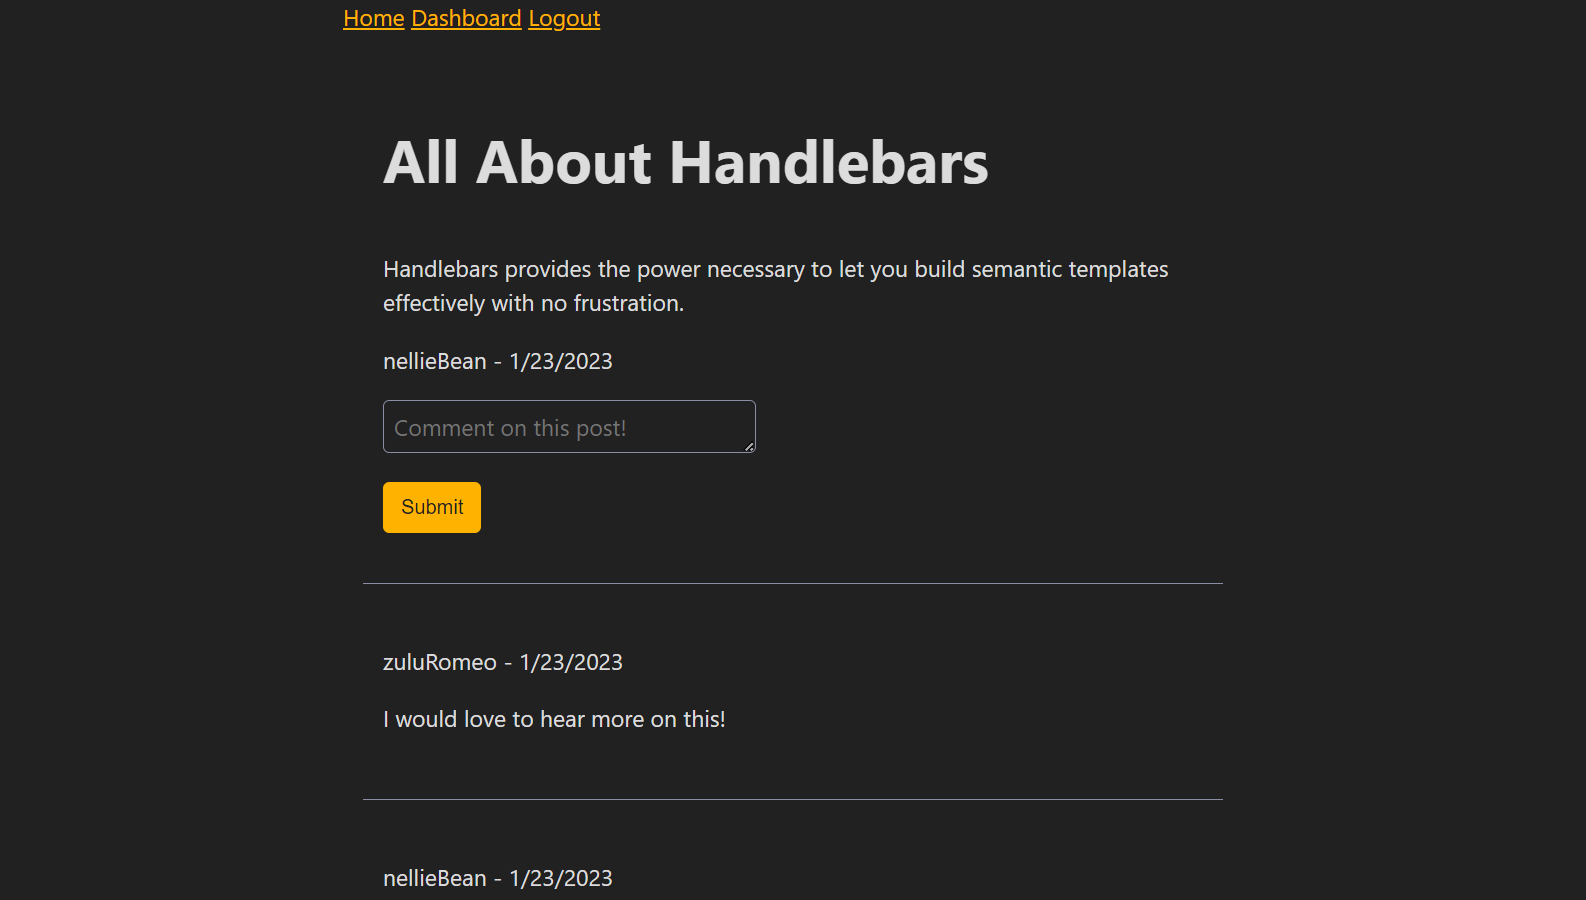 Home Dashboard Logout
All About Handlebars
Handlebars provides the power necessary to let you build semantic templates
effectively with no frustration.
nellieBean - 1/23/2023
Comment on this post!
Submit
zuluRomeo - 1/23/2023
I would love to hear more on this!
nellieBean - 1/23/2023